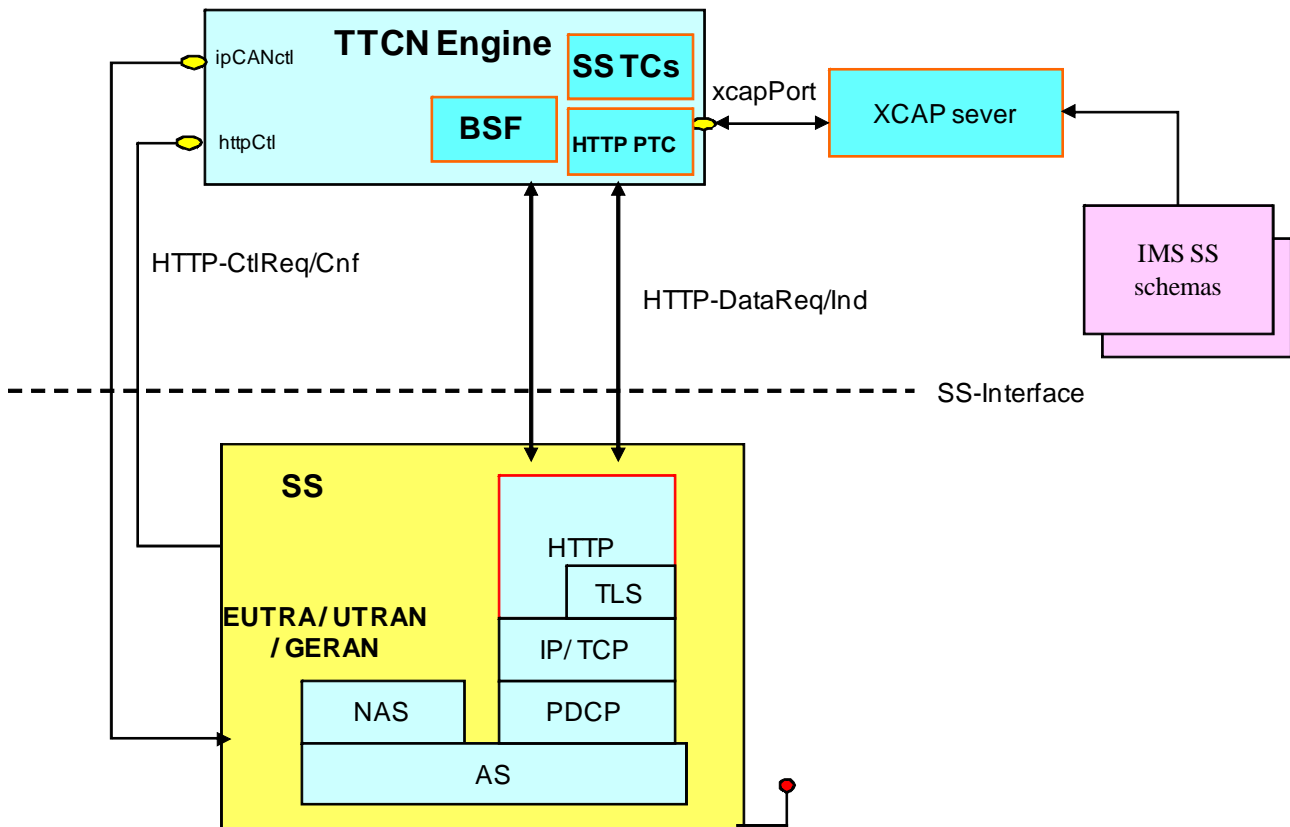 TTCN Engine
ipCANctl
SS TCs
xcapPort
XCAP sever
BSF
httpCtl
HTTP PTC
HTTP-CtlReq/Cnf
IMS SS
schemas
HTTP-DataReq/Ind
SS-Interface
SS
HTTP
TLS
EUTRA/ UTRAN
/ GERAN
IP/ TCP
NAS
PDCP
AS